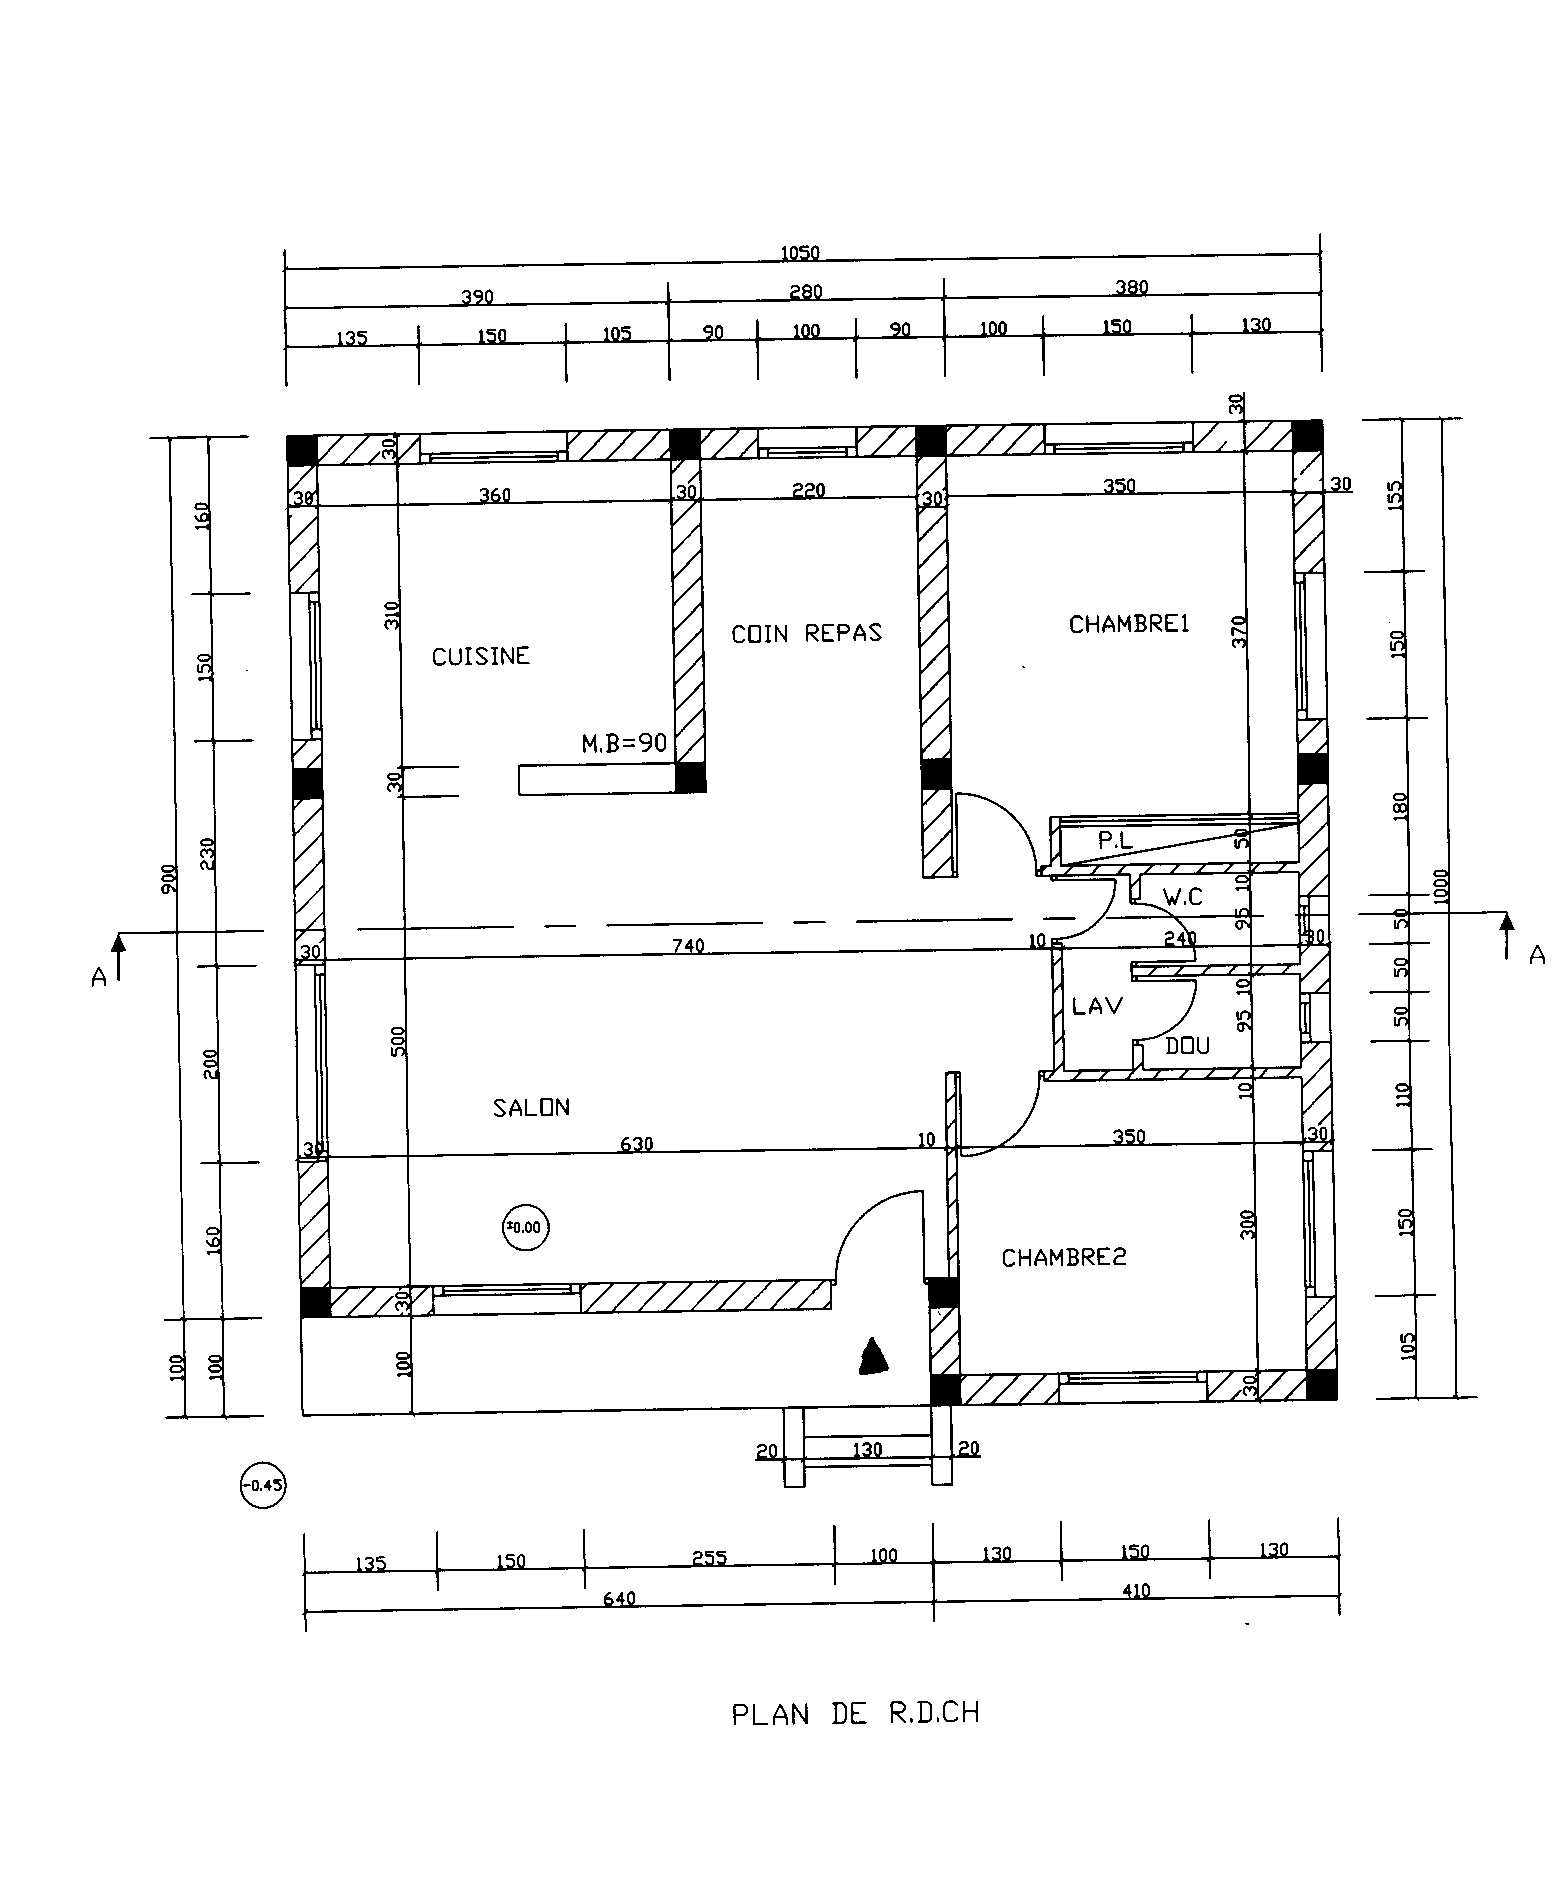 1050
390 280 380
135 150 105 90 100 90 100 150 130
30
30
30 360 30 220 30 350 30
160
155
310
CUISINE
COIN REPAS
CHAMBRE1
370
150
150
M.B=90
30
180
P.L
50
230
900
1000
10
W.C
95
50
A
30 740 10 240 30
A
50
10
LAV
95
50
DOU
500
200
10
110
SALON
30 630 10 350 30
160
±0.00
300
150
CHAMBRE2
30
100
100
100
105
30
20 130 20
-0.45
135 150 255 100 130 150 130
640 410
PLAN DE R.D.CH